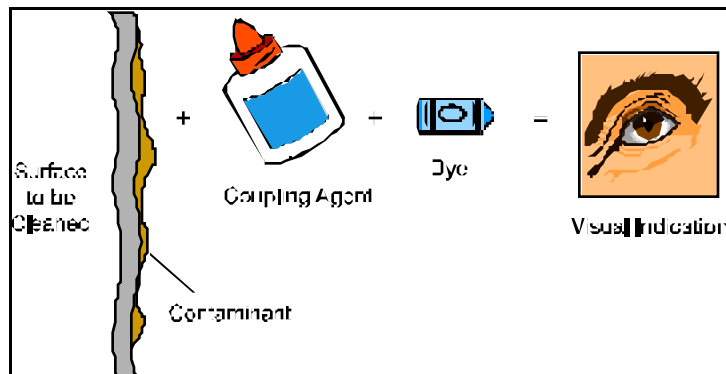 Surface
to be
Cleaned
+
Coupling Agent
+
Dye
=
Visual Indication
Contaminant